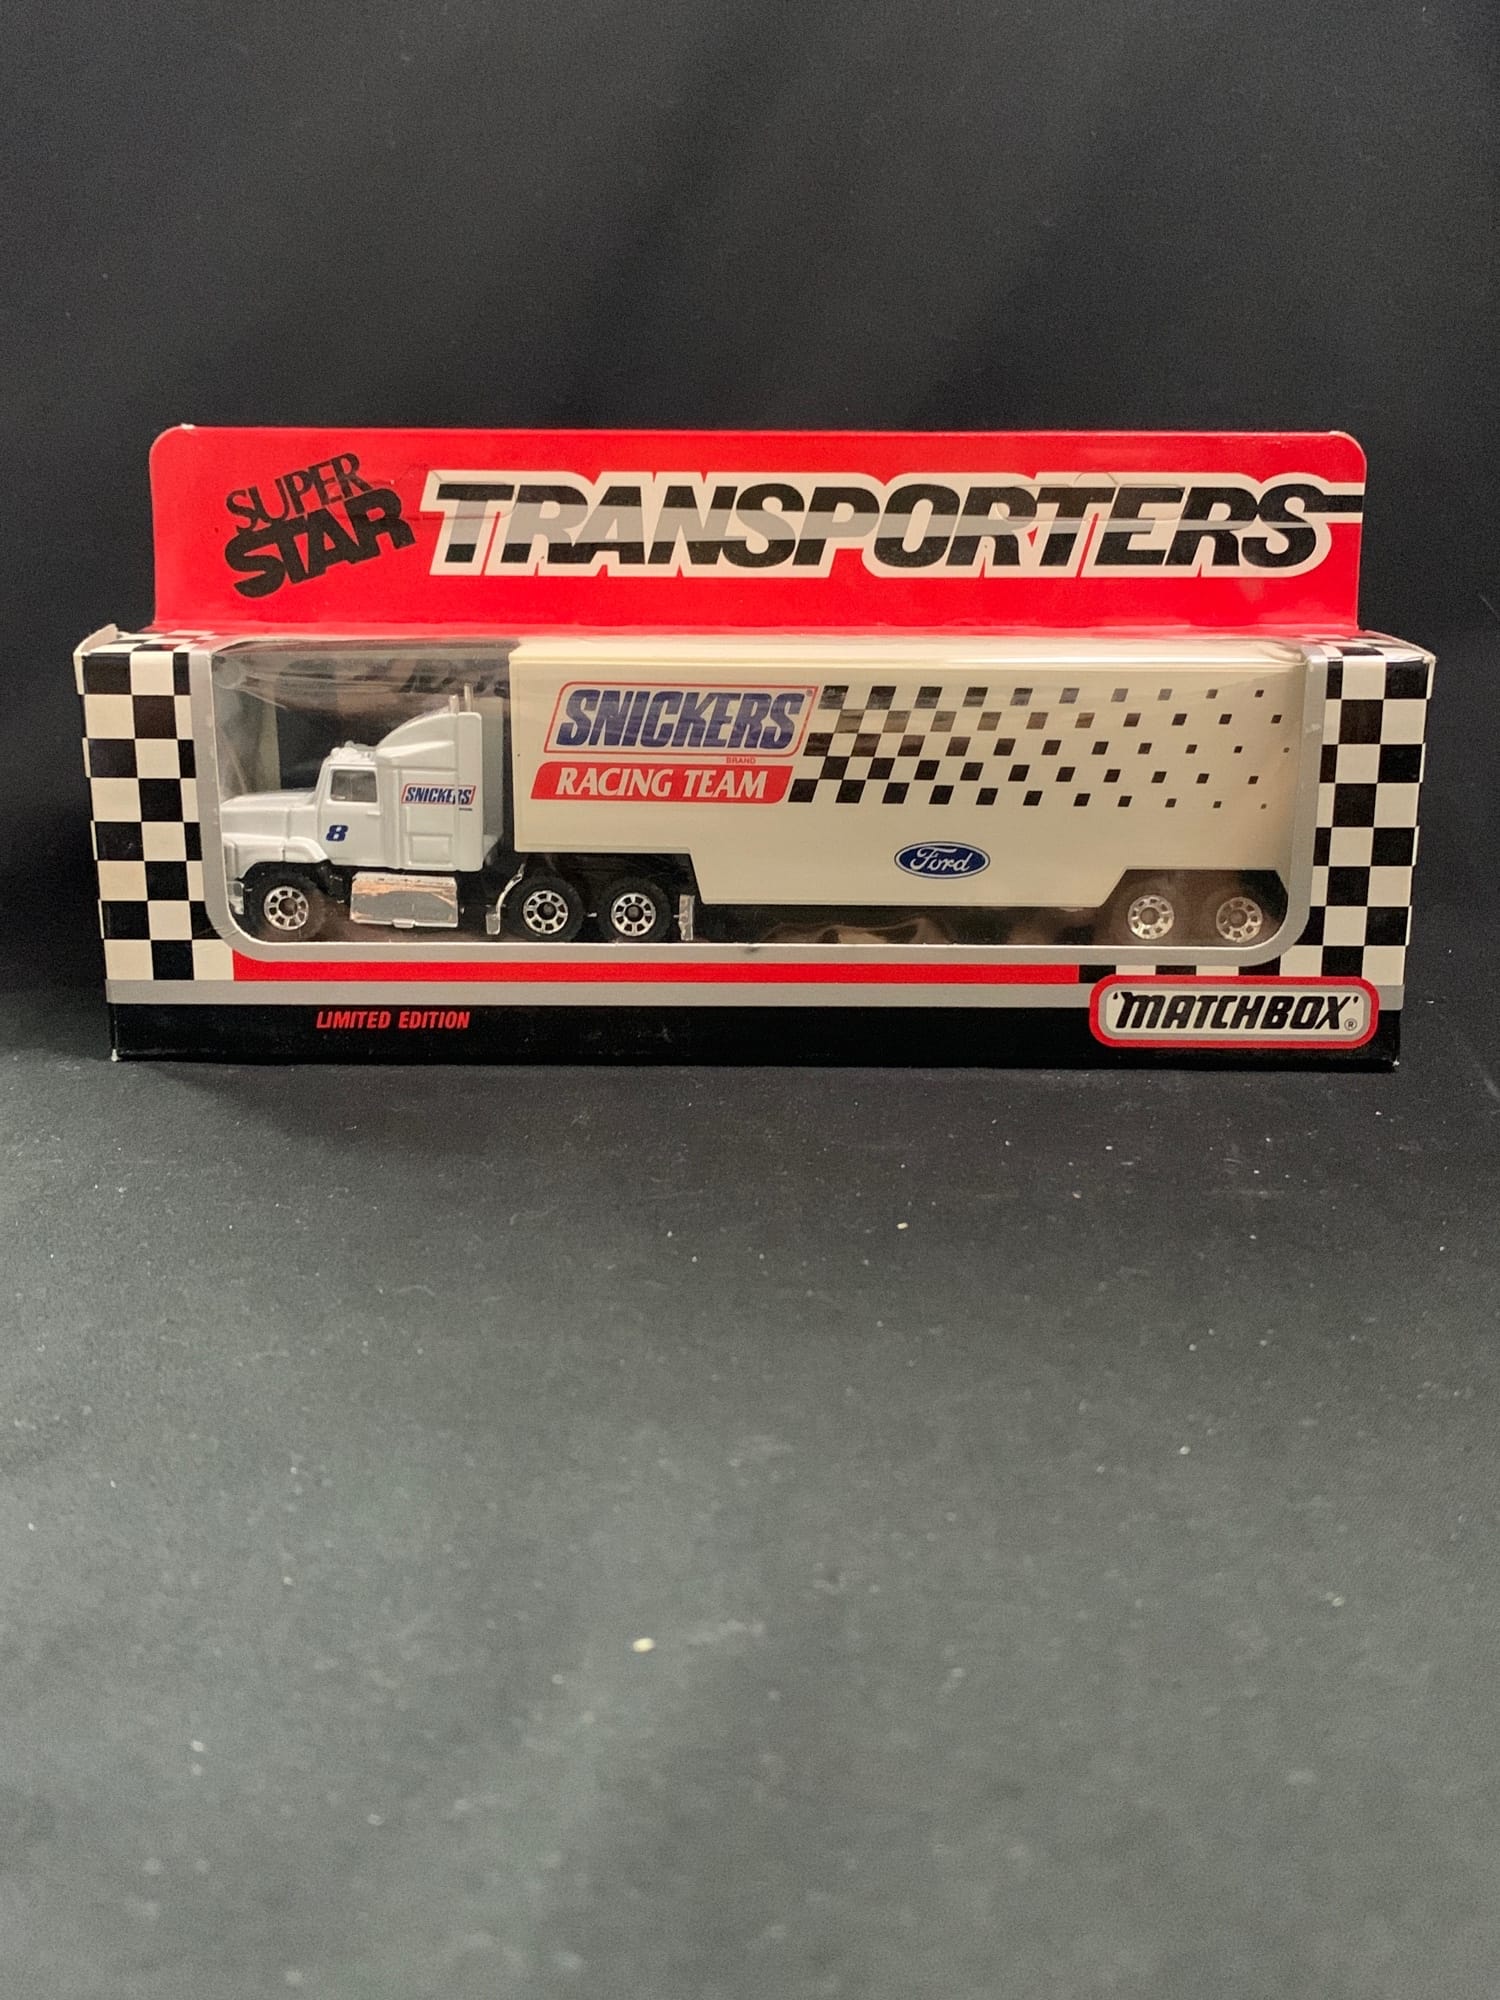 SUPER
STAR
TRANSPORTERS
SNICKERS®
BRAND
RACING TEAM
SNICKERS
8
Ford
LIMITED EDITION
'MATCHBOX'®